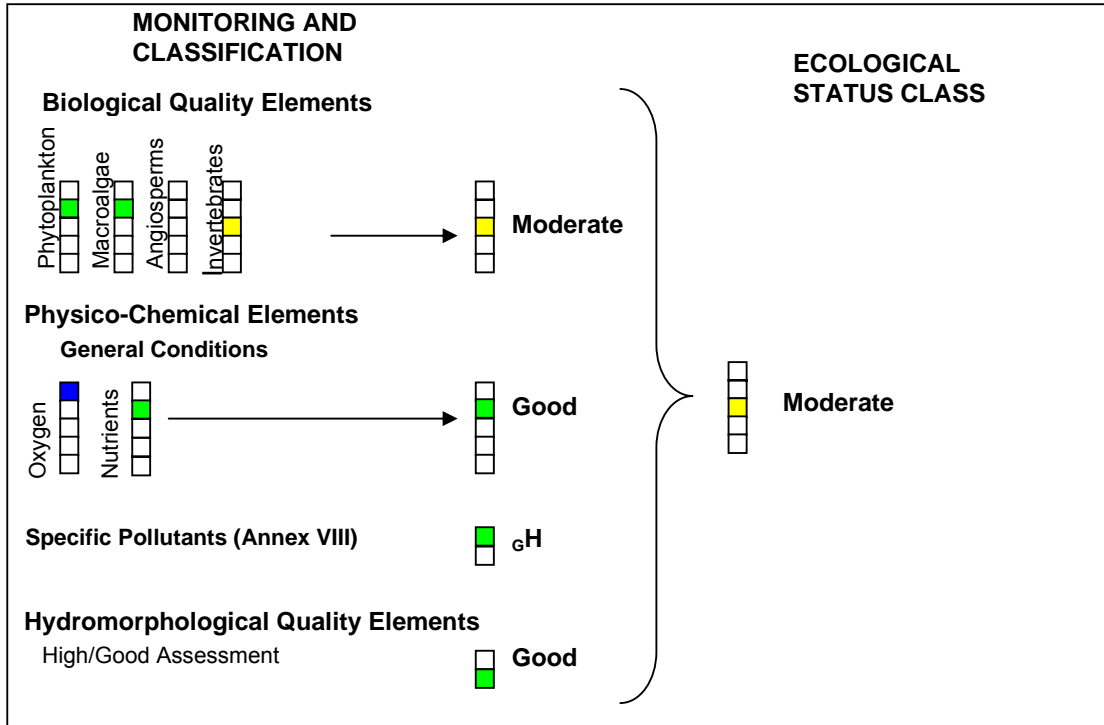 MONITORING AND
CLASSIFICATION
ECOLOGICAL
STATUS CLASS
Biological Quality Elements
Phytoplankton
Macroalgae
Angiosperms
Invertebrates
Moderate
Physico-Chemical Elements
General Conditions
Oxygen
Nutrients
Good
Moderate
Specific Pollutants (Annex VIII)
GH
Hydromorphological Quality Elements
High/Good Assessment
Good